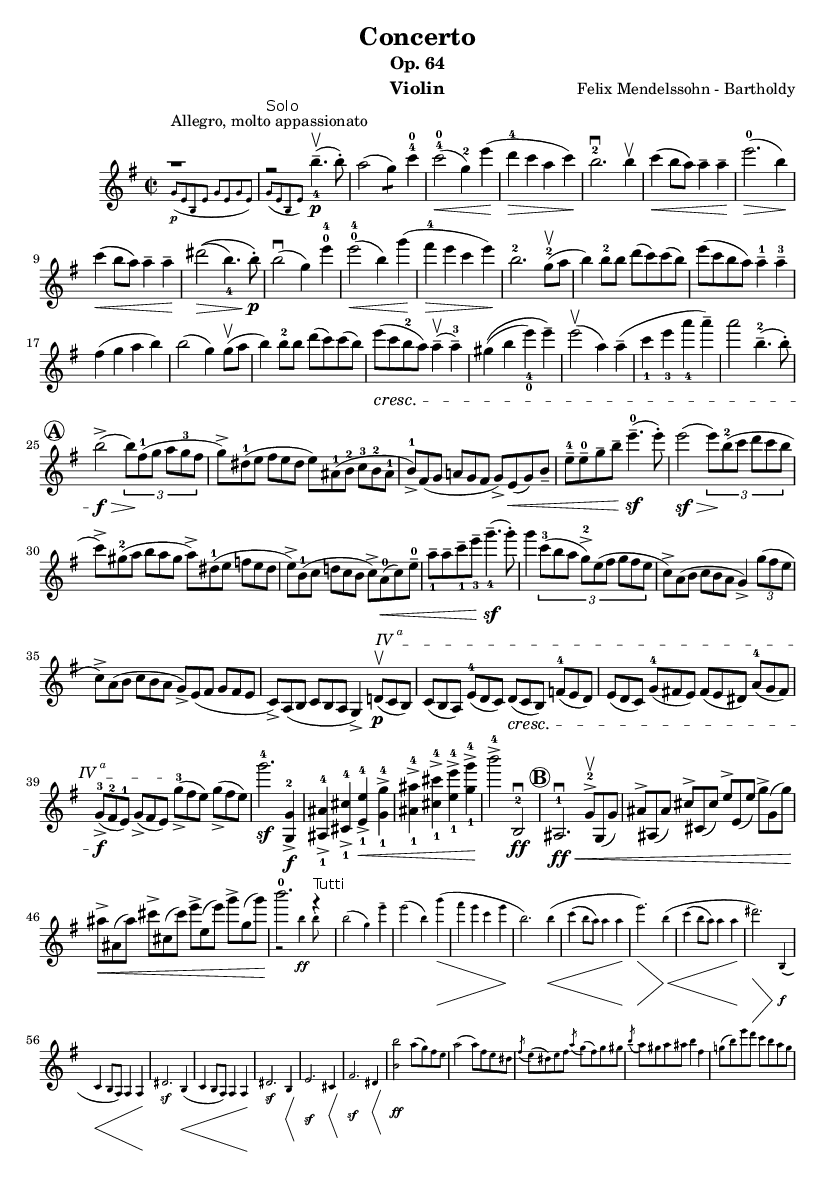 Concerto
Op. 64
Violin
Felix Mendelssohn - Bartholdy
Solo
Allegro, molto appassionato
p
p
9
p
17
cresc.
A
25
f
3
sf
sf
3
30
sf
3
3
IV a
35
p
cresc.
IV a
39
f
sf
f
ff
B
ff
46
Tutti
ff
f
56
sf
sf
sf
sf
ff